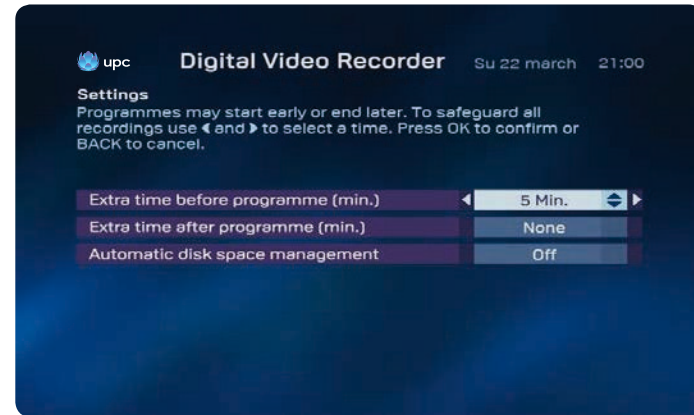 upc Digital Video Recorder Su 22 march 21:00
Settings
Programmes may start early or end later. To safeguard all
recordings use ◀ and ▶ to select a time. Press OK to confirm or
BACK to cancel.
Extra time before programme (min.) 5 Min.
Extra time after programme (min.) None
Automatic disk space management Off